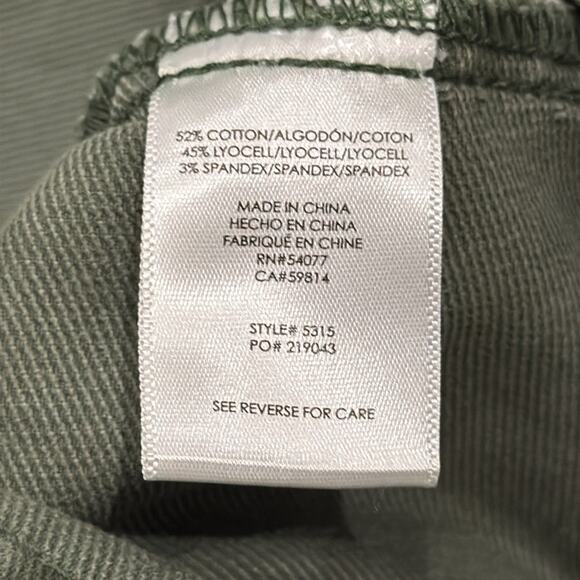 52% COTTON/ALGODÓN/COTON
45% LYOCELL/LYOCELL/LYOCELL
3% SPANDEX/SPANDEX/SPANDEX
MADE IN CHINA
HECHO EN CHINA
FABRIQUÉ EN CHINE
RN#54077
CA#59814
STYLE# 5315
PO# 219043
SEE REVERSE FOR CARE